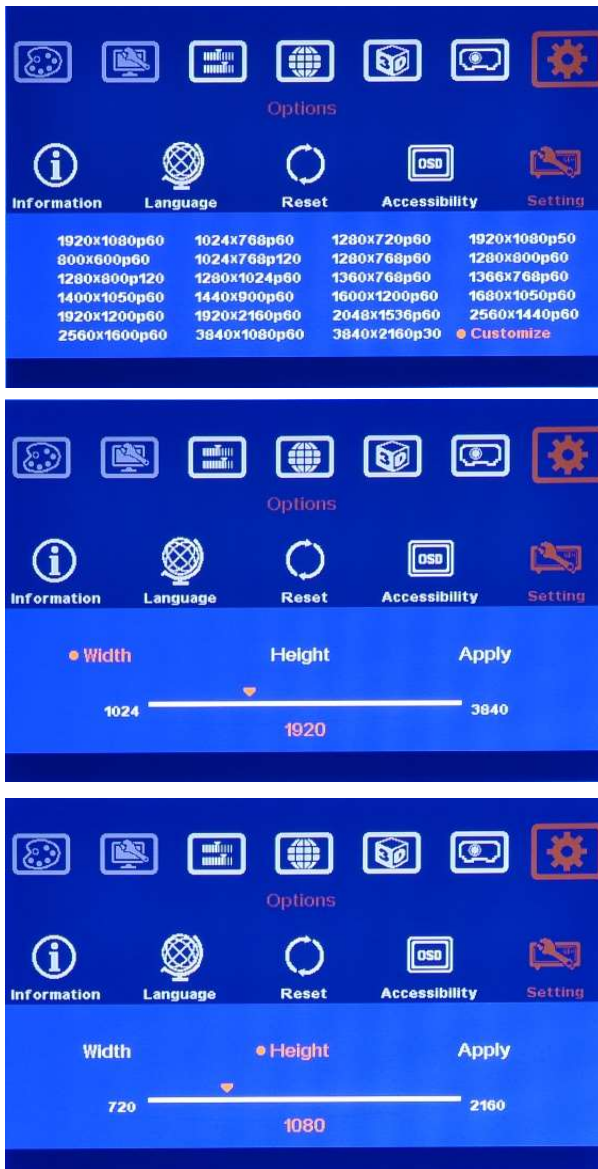 3D
Options
OSD
Information Language Reset Accessibility Setting
1920X1080p60 1024X768p60 1280X720p60 1920X1080p50
800X600p60 1024X768p120 1280X768p60 1280X800p60
1280X800p120 1280X1024p60 1360X768p60 1366X768p60
1400X1050p60 1440X900p60 1600X1200p60 1680X1050p60
1920X1200p60 1920X2160p60 2048X1536p60 2560X1440p60
2560X1600p60 3840X1080p60 3840X2160p30 Customize
3D
Options
OSD
Information Language Reset Accessibility Setting
Width Height Apply
1024 3840
1920
3D
Options
OSD
Information Language Reset Accessibility Setting
Width Height Apply
720 2160
1080